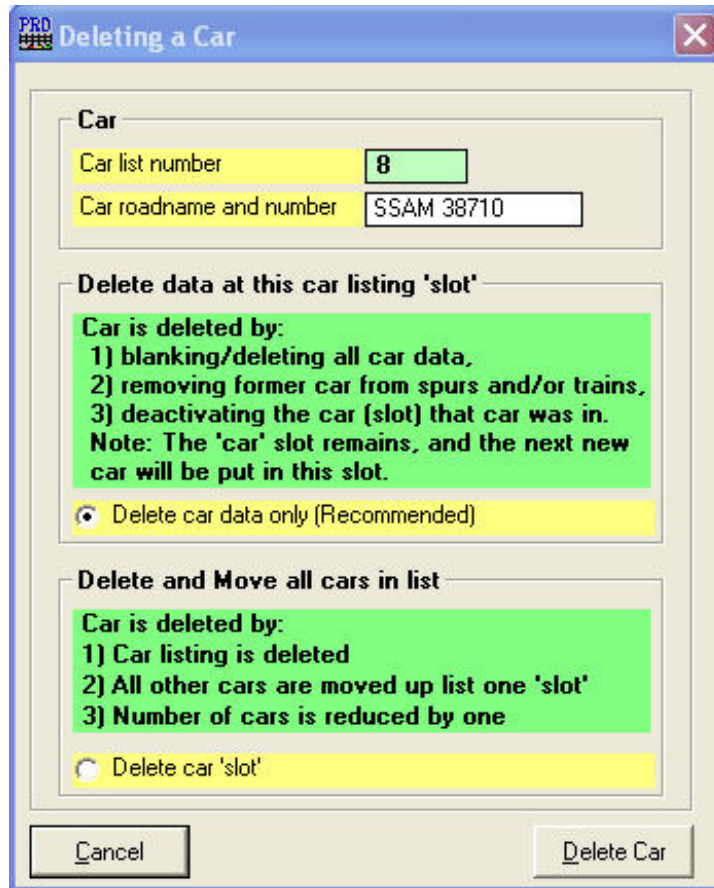 PRD
Deleting a Car
Car
Car list number 8
Car roadname and number SSAM 38710
Delete data at this car listing 'slot'
Car is deleted by:
1) blanking/deleting all car data,
2) removing former car from spurs and/or trains,
3) deactivating the car (slot) that car was in.
Note: The 'car' slot remains, and the next new
car will be put in this slot.
Delete car data only (Recommended)
Delete and Move all cars in list
Car is deleted by:
1) Car listing is deleted
2) All other cars are moved up list one 'slot'
3) Number of cars is reduced by one
Delete car 'slot'
Cancel Delete Car